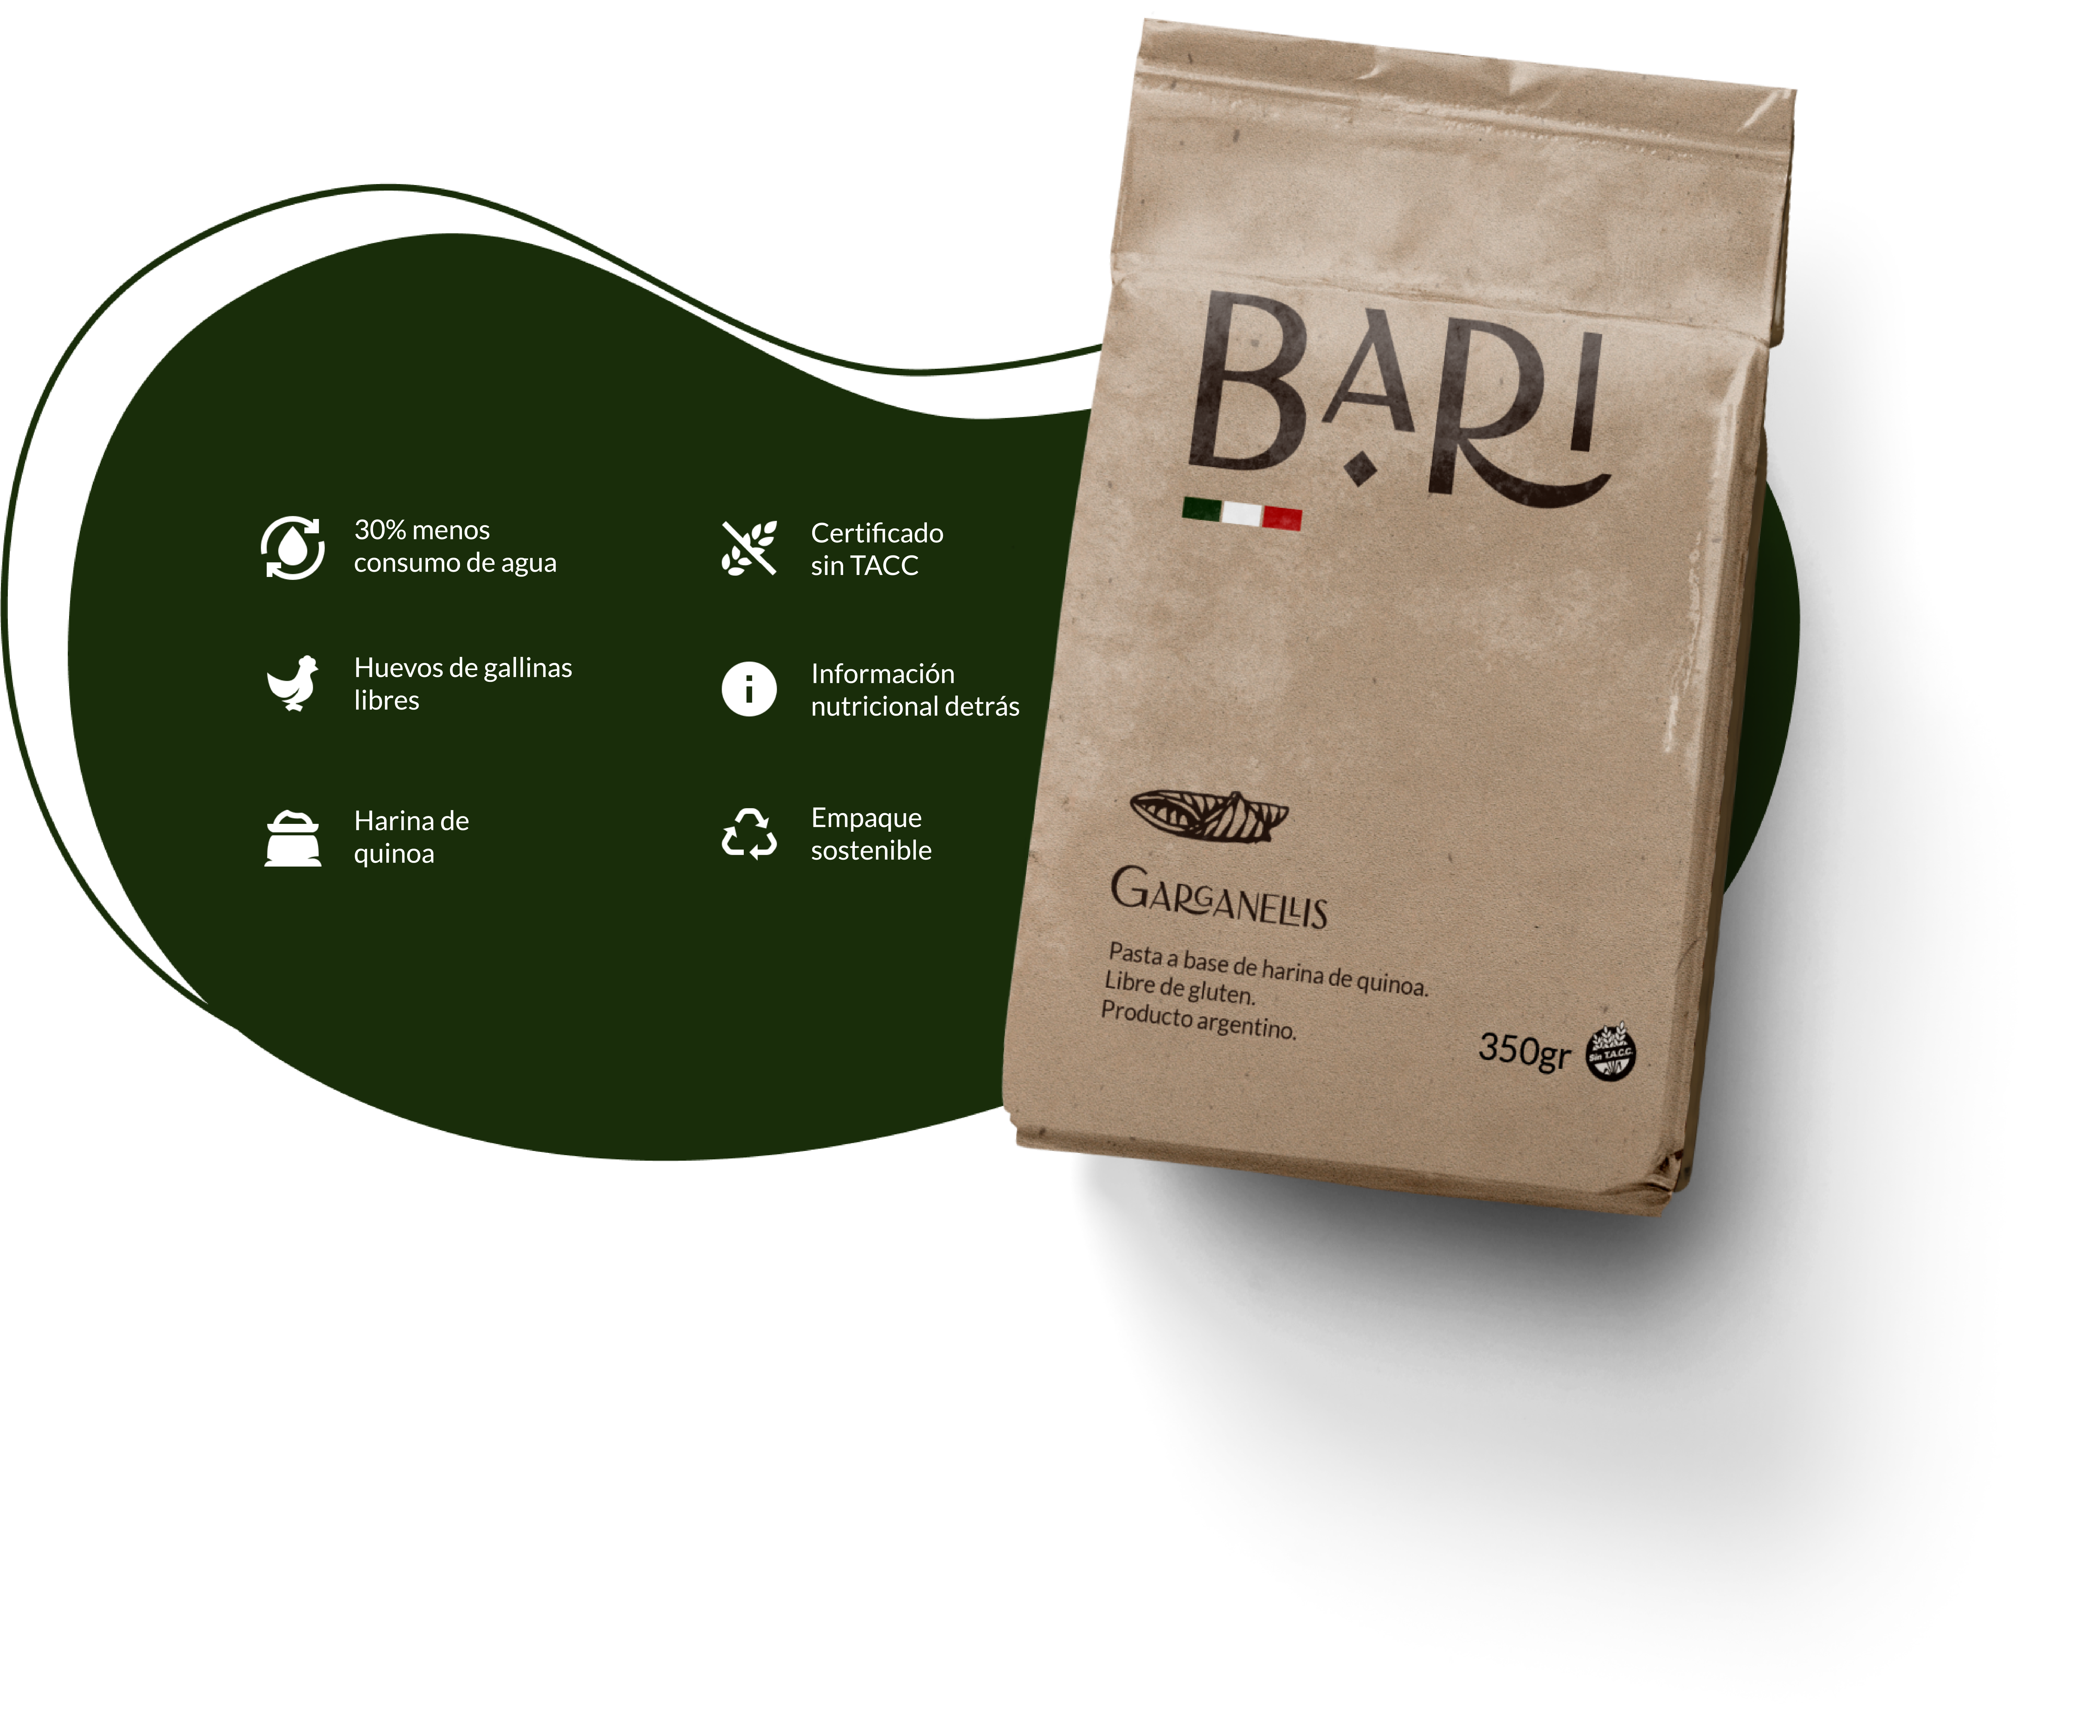 30% menos
consumo de agua
Huevos de gallinas
libres
Harina de
quinoa
Certificado
sin TACC
Información
nutricional detrás
Empaque
sostenible
BARI
GARGANELLIS
Pasta a base de harina de quinoa.
Libre de gluten.
Producto argentino.
350gr
Sin T.A.C.C.